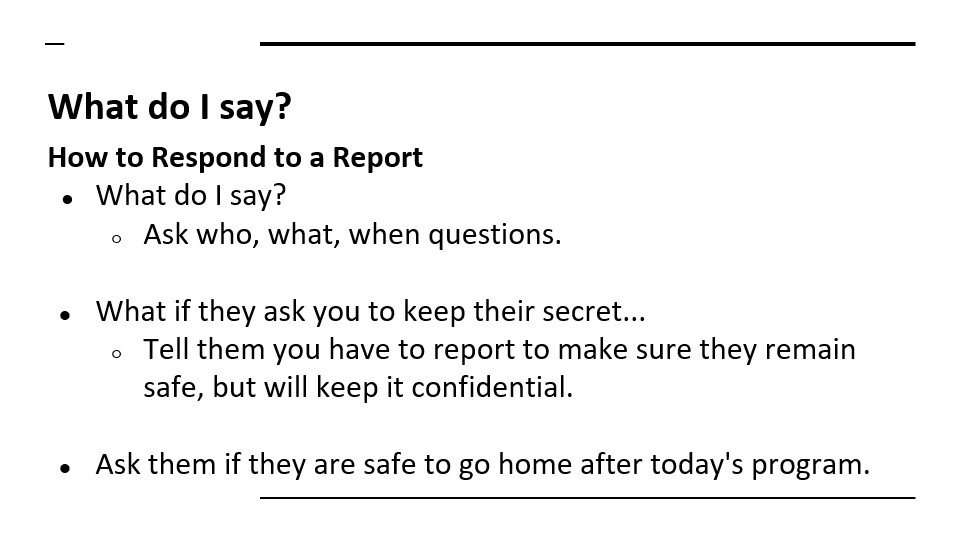 What do I say?
How to Respond to a Report
● What do I say?
○ Ask who, what, when questions.
● What if they ask you to keep their secret...
○ Tell them you have to report to make sure they remain
safe, but will keep it confidential.
● Ask them if they are safe to go home after today's program.